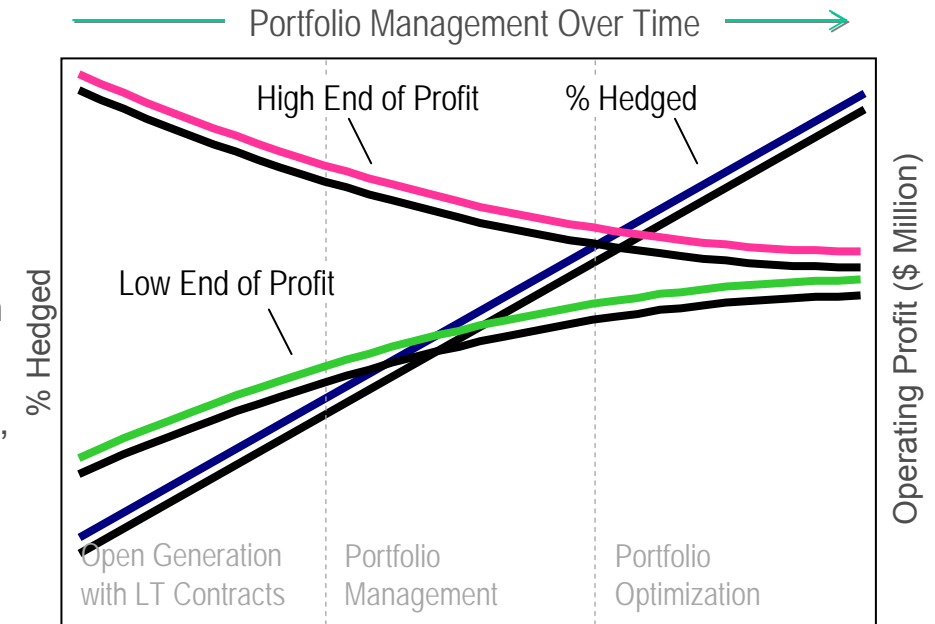 Portfolio Management Over Time
High End of Profit
% Hedged
Low End of Profit
% Hedged
Operating Profit ($ Million)
Open Generation
with LT Contracts
Portfolio
Management
Portfolio
Optimization